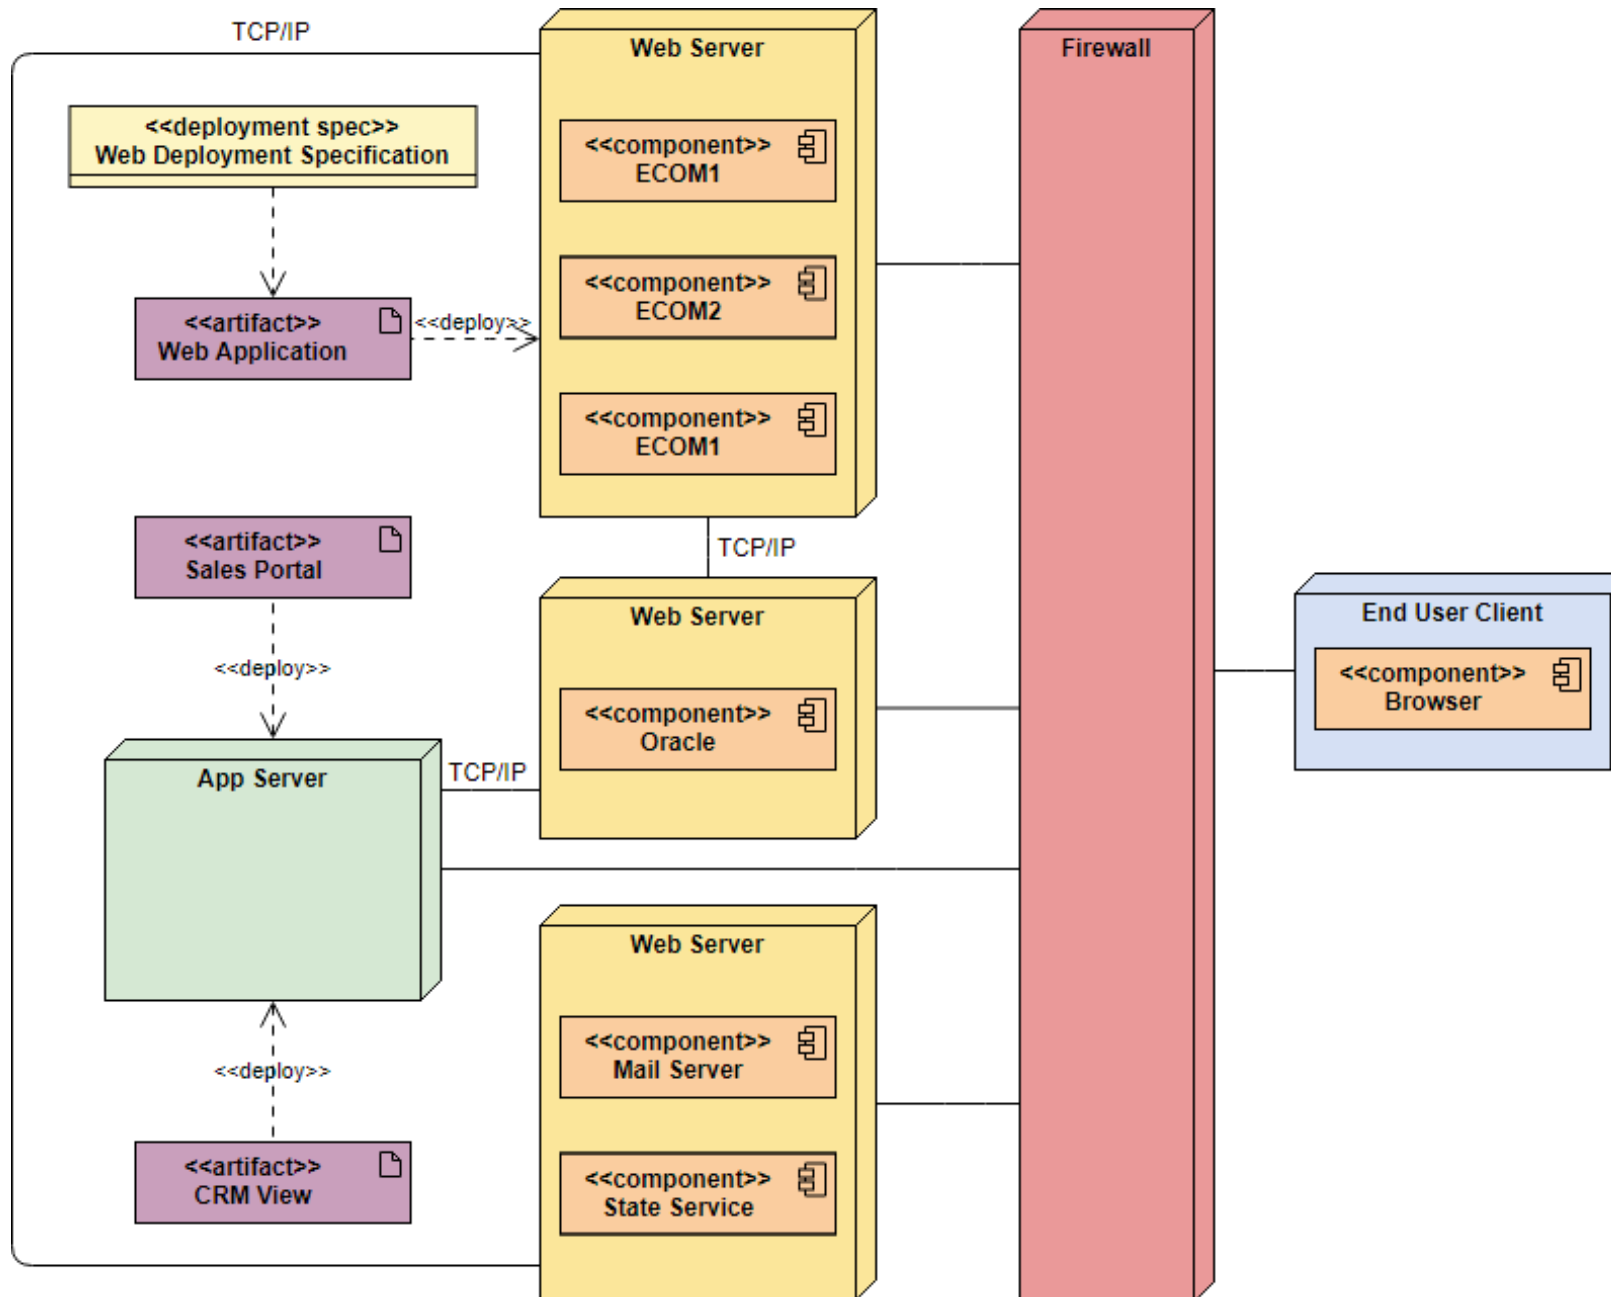 TCP/IP
Web Server
Firewall
<<deployment spec>>
Web Deployment Specification
<<component>>
ECOM1
<<component>>
ECOM2
<<artifact>>
Web Application
<<deploy>>
<<component>>
ECOM1
<<artifact>>
Sales Portal
TCP/IP
<<deploy>>
Web Server
<<component>>
Oracle
End User Client
<<component>>
Browser
App Server
TCP/IP
Web Server
<<component>>
Mail Server
<<deploy>>
<<artifact>>
CRM View
<<component>>
State Service